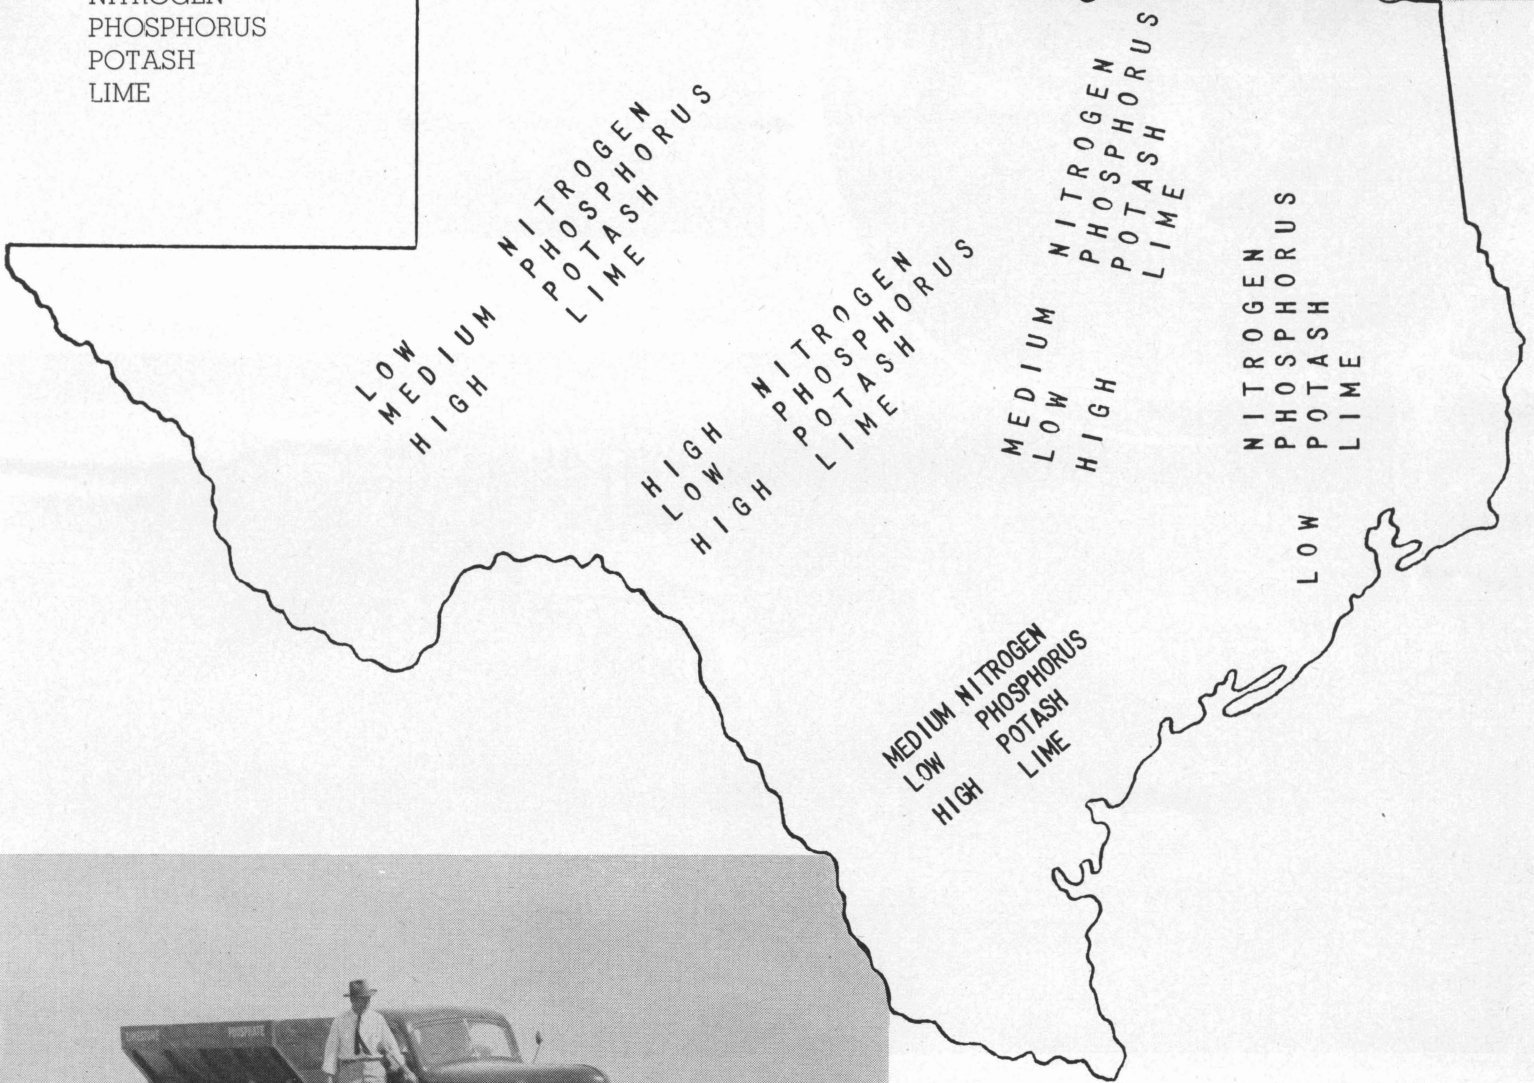 NITROGEN
PHOSPHORUS
POTASH
LIME
LOW NITROGEN
MEDIUM PHOSPHORUS
HIGH POTASH
LIME
HIGH NITROGEN
LOW PHOSPHORUS
HIGH POTASH
LIME
MEDIUM NITROGEN
LOW PHOSPHORUS
HIGH POTASH
LIME
NITROGEN
PHOSPHORUS
LOW POTASH
LIME
MEDIUM NITROGEN
LOW PHOSPHORUS
HIGH POTASH
LIME